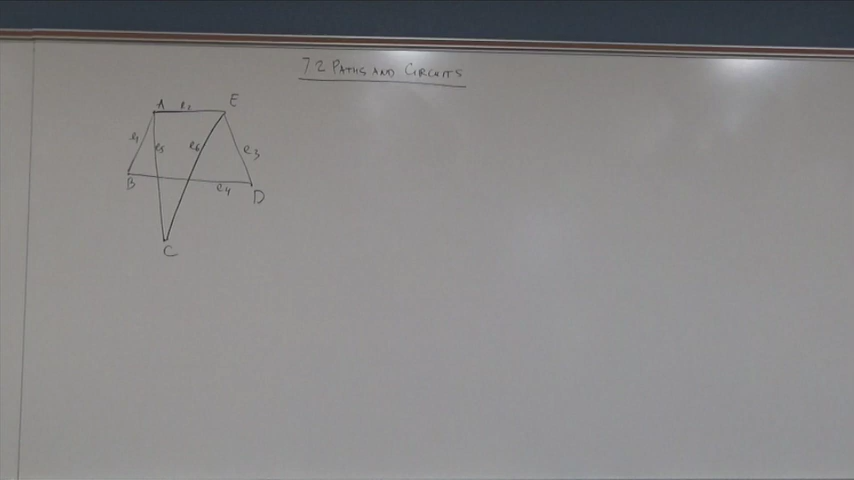 7.2 PATHS AND CIRCUITS
A e2 E
e1 e5 e6 e3
B e4 D
C